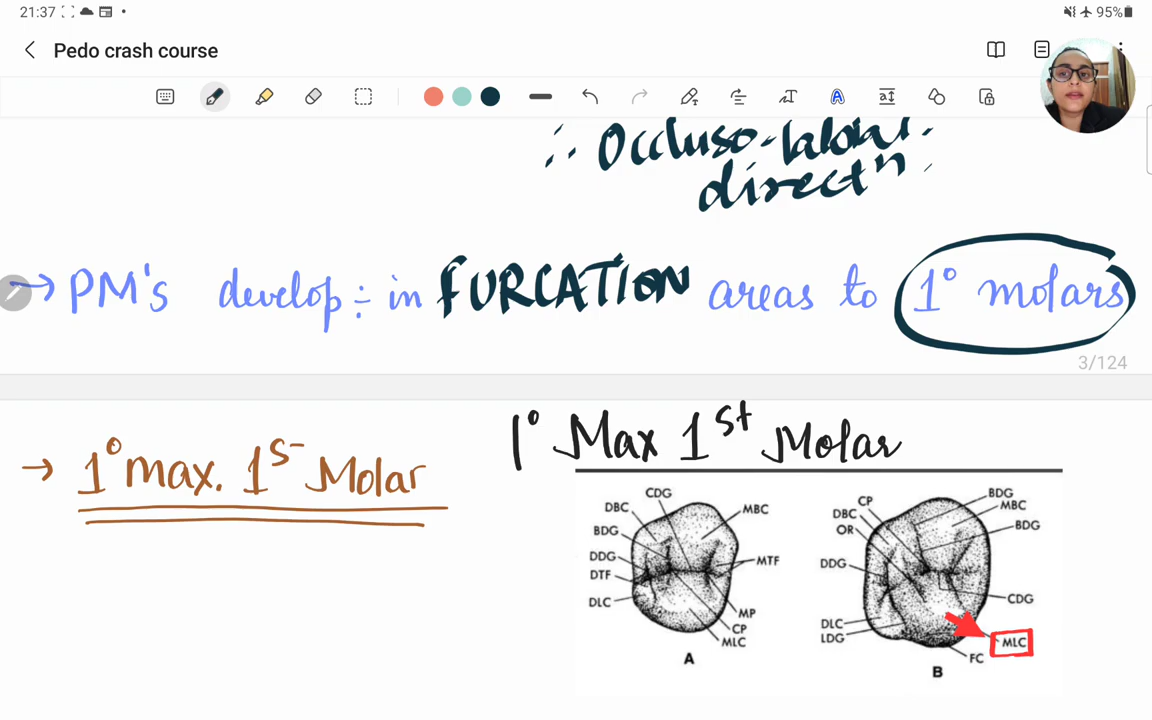 21:37
95%
Pedo crash course
∴ Occluso-labial
directⁿ
→ PM's develop ÷ in FURCATION areas to 1° molars
3/124
→ 1° max. 1st Molar
1° Max 1st Molar
CDG
DBC
MBC
BDG
DDG
MTF
DTF
DLC
MP
CP
MLC
A
CP
BDG
DBC
MBC
OR
BDG
DDG
CDG
DLC
LDG
MLC
FC
B